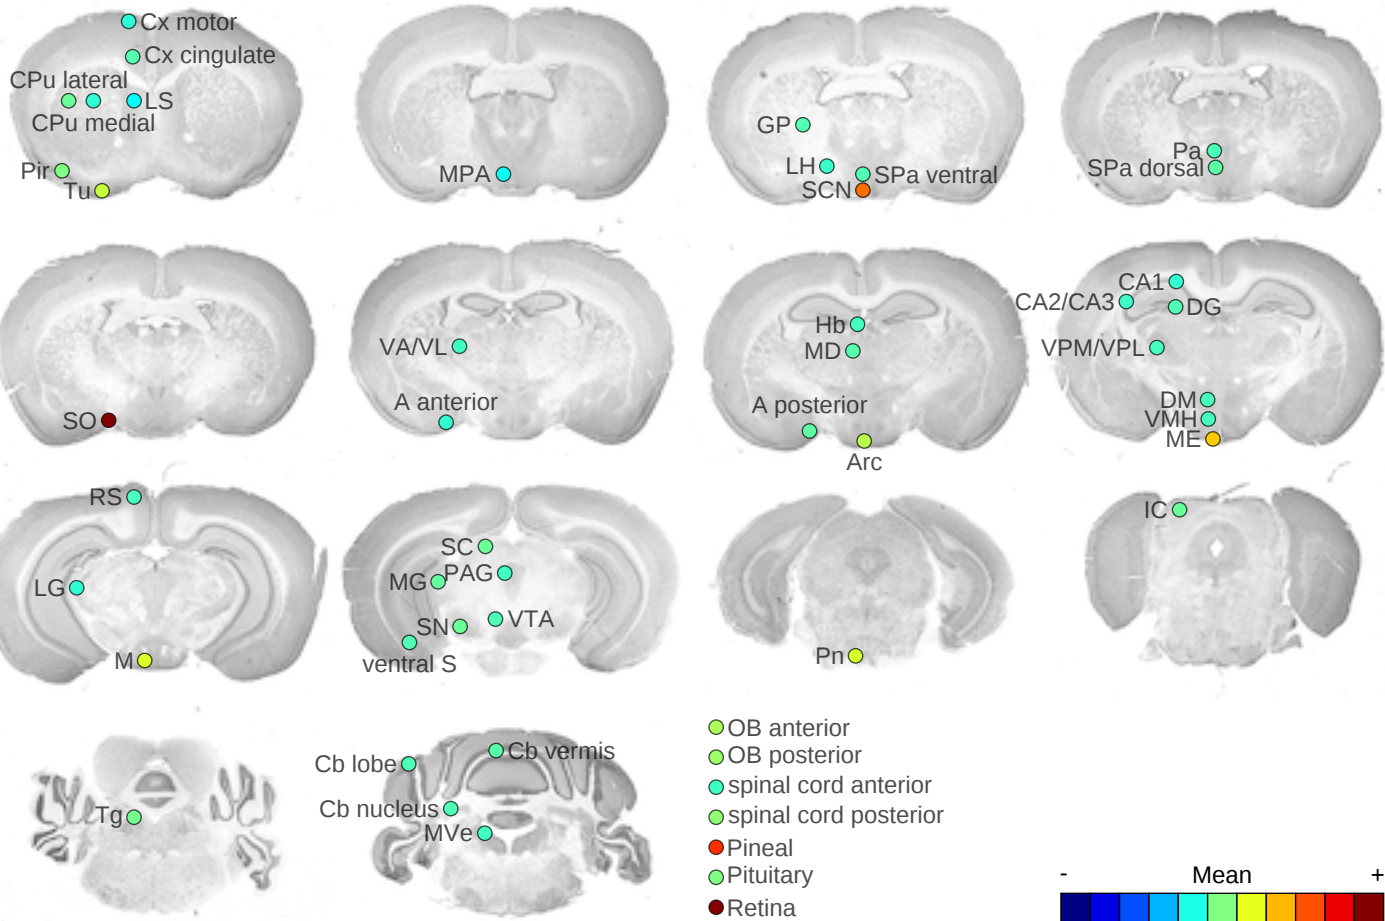 Cx motor
Cx cingulate
CPu lateral
LS
CPu medial
Pir
Tu
MPA
GP
LH
SPa ventral
SCN
Pa
SPa dorsal
SO
VA/VL
A anterior
Hb
MD
A posterior
Arc
CA1
CA2/CA3
DG
VPM/VPL
DM
VMH
ME
RS
LG
M
SC
MG
PAG
SN
VTA
ventral S
Pn
IC
Tg
Cb lobe
Cb vermis
Cb nucleus
MVe
OB anterior
OB posterior
spinal cord anterior
spinal cord posterior
Pineal
Pituitary
Retina
- Mean +